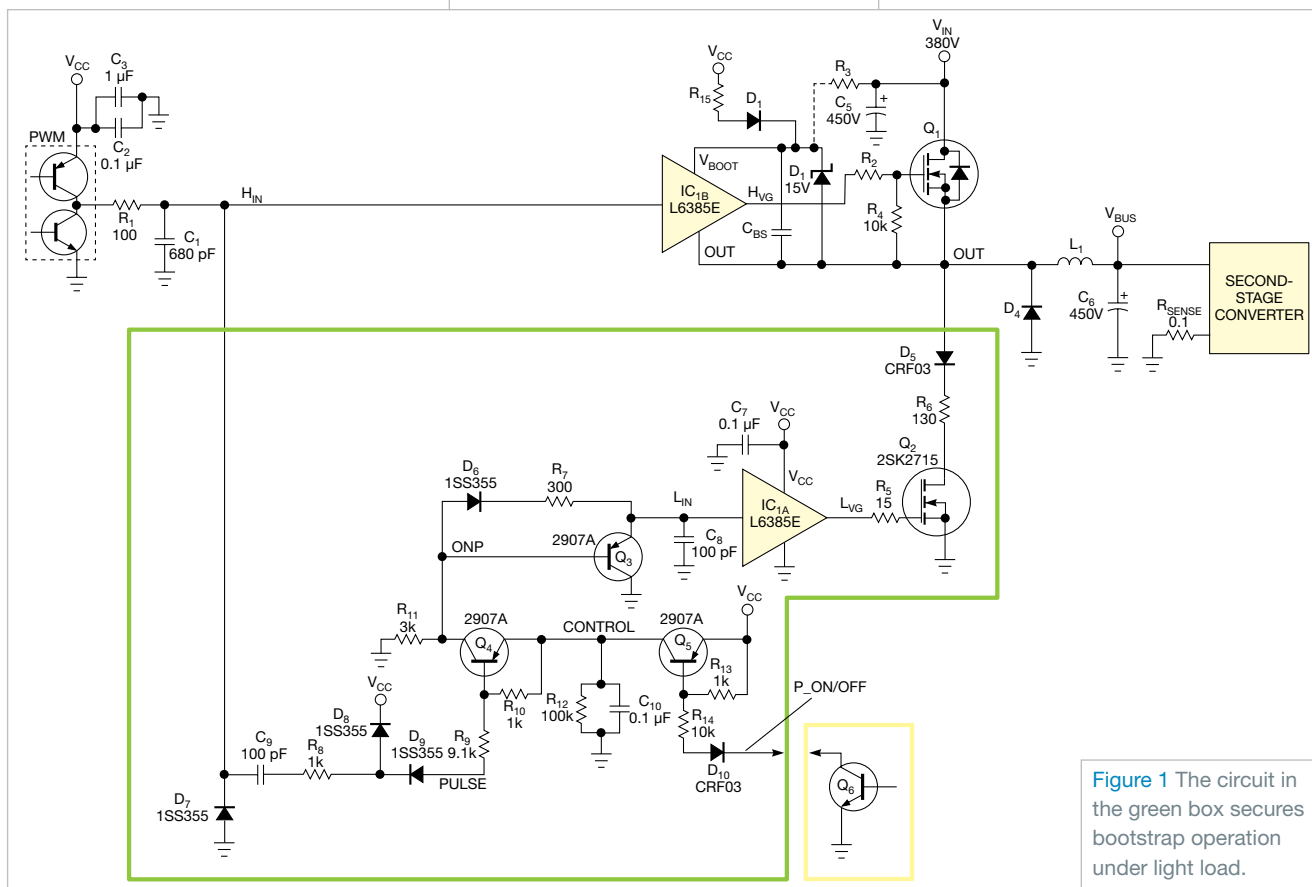 VCC
C3
1 µF
C2
0.1 µF
PWM
R1
100
C1
680 pF
HIN
VCC
R15
D1
VBOOT
IC1B
L6385E
HVG
OUT
CBS
D1
15V
R3
C5
450V
+
VIN
380V
Q1
R2
R4
10k
OUT
D4
L1
VBUS
C6
450V
+
RSENSE
0.1
SECOND-
STAGE
CONVERTER
D5
CRF03
R6
130
Q2
2SK2715
C7
0.1 µF
VCC
VCC
IC1A
L6385E
LVG
R5
15
D6
1SS355
R7
300
LIN
C8
100 pF
2907A
Q3
ONP
R11
3k
2907A
Q4
CONTROL
2907A
Q5
VCC
R13
1k
R14
10k
P_ON/OFF
D10
CRF03
Q6
R12
100k
C10
0.1 µF
R10
1k
R9
9.1k
PULSE
VCC
D8
1SS355
D9
1SS355
C9
100 pF
R8
1k
D7
1SS355
Figure 1 The circuit in
the green box secures
bootstrap operation
under light load.